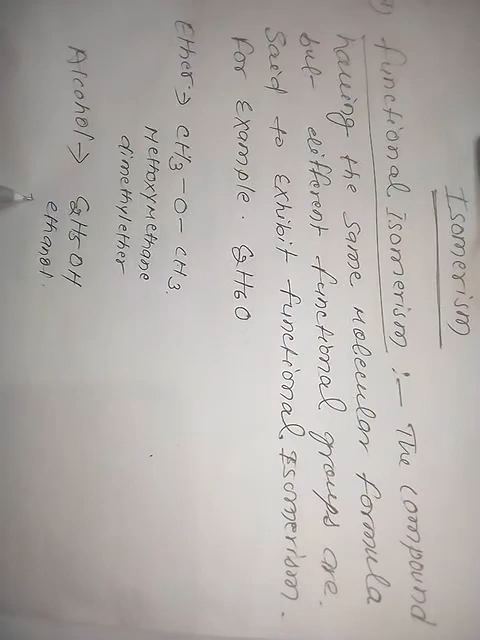 Isomerism
functional isomerism :- The compound
having the same molecular formula
but different functional groups are.
Said to exhibit functional Isomerism.
for example. C2H6O
Ether → CH3-O-CH3.
Methoxymethane
dimethylether
Alcohol → C2H5OH
ethanol.